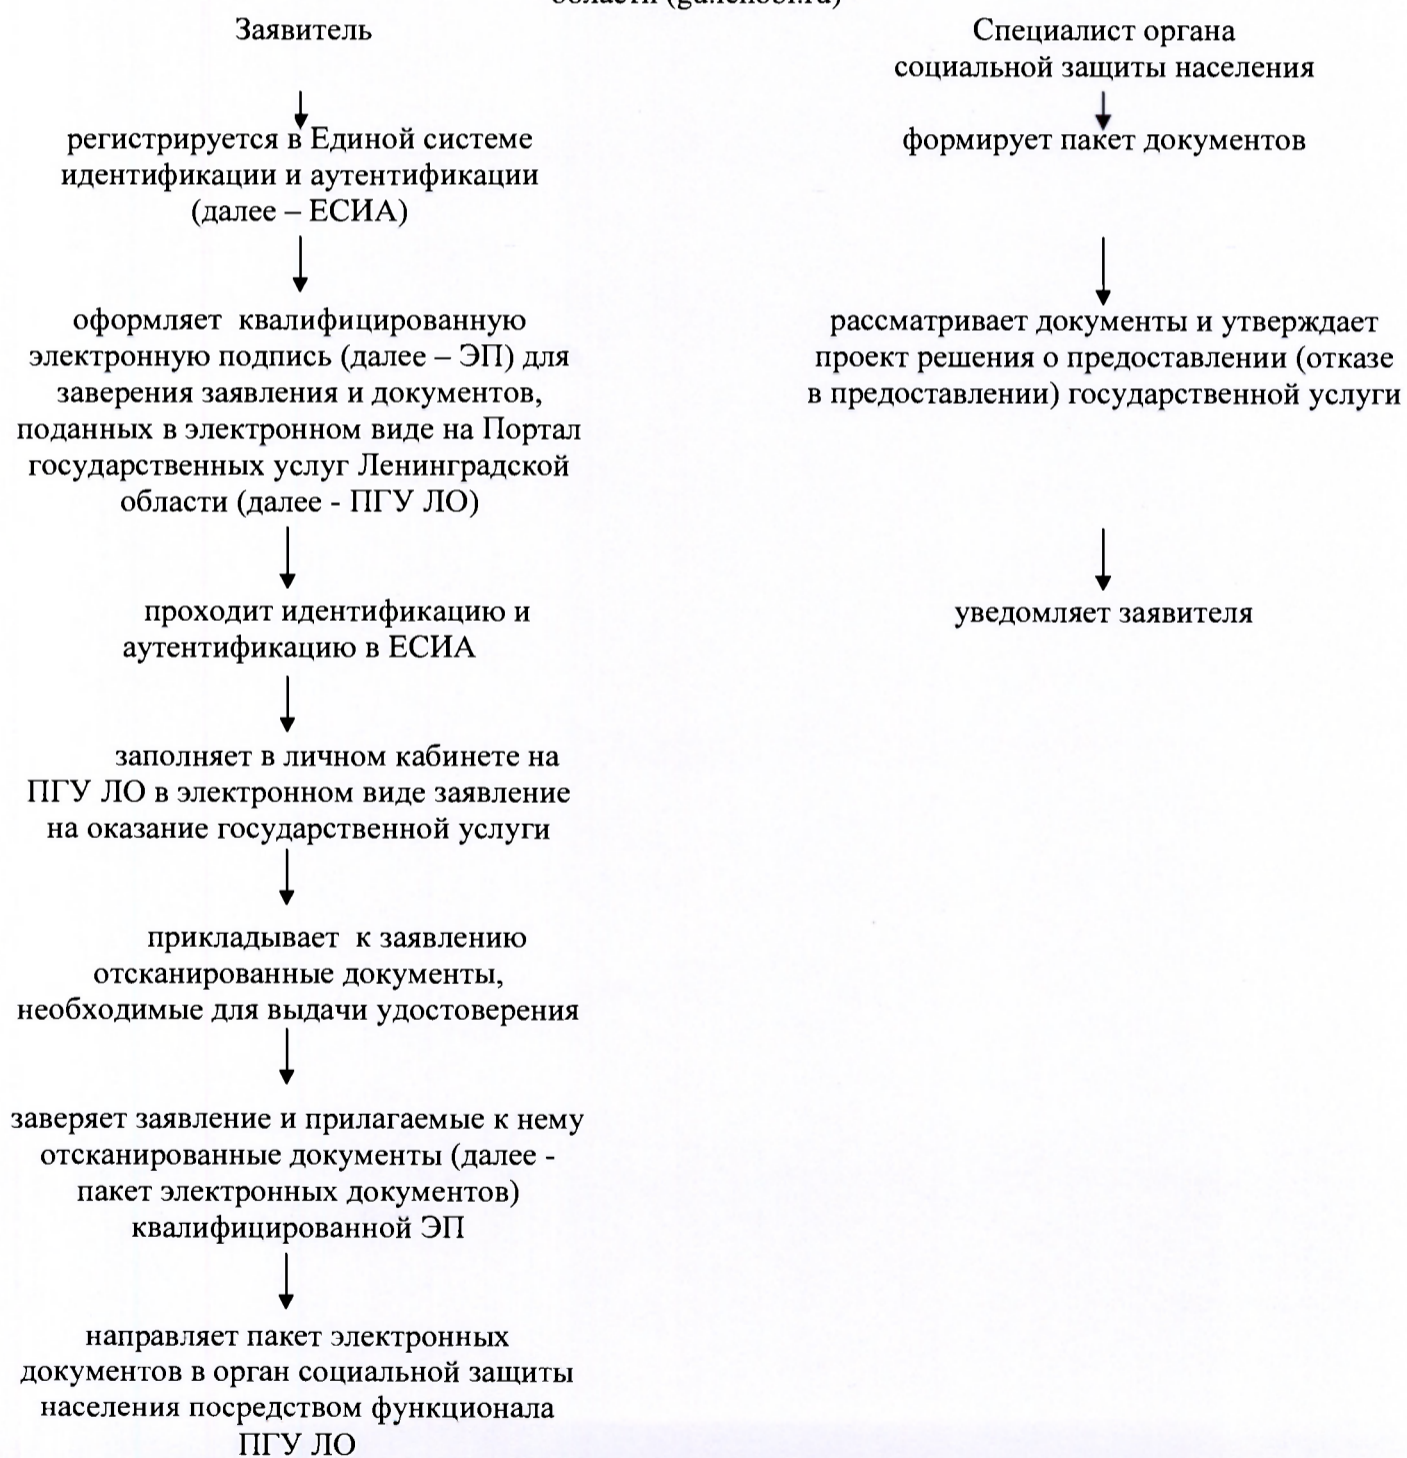 Заявитель
регистрируется в Единой системе
идентификации и аутентификации
(далее – ЕСИА)
оформляет квалифицированную
электронную подпись (далее – ЭП) для
заверения заявления и документов,
поданных в электронном виде на Портал
государственных услуг Ленинградской
области (далее - ПГУ ЛО)
проходит идентификацию и
аутентификацию в ЕСИА
заполняет в личном кабинете на
ПГУ ЛО в электронном виде заявление
на оказание государственной услуги
прикладывает к заявлению
отсканированные документы,
необходимые для выдачи удостоверения
заверяет заявление и прилагаемые к нему
отсканированные документы (далее -
пакет электронных документов)
квалифицированной ЭП
направляет пакет электронных
документов в орган социальной защиты
населения посредством функционала
ПГУ ЛО
Специалист органа
социальной защиты населения
формирует пакет документов
рассматривает документы и утверждает
проект решения о предоставлении (отказе
в предоставлении) государственной услуги
уведомляет заявителя